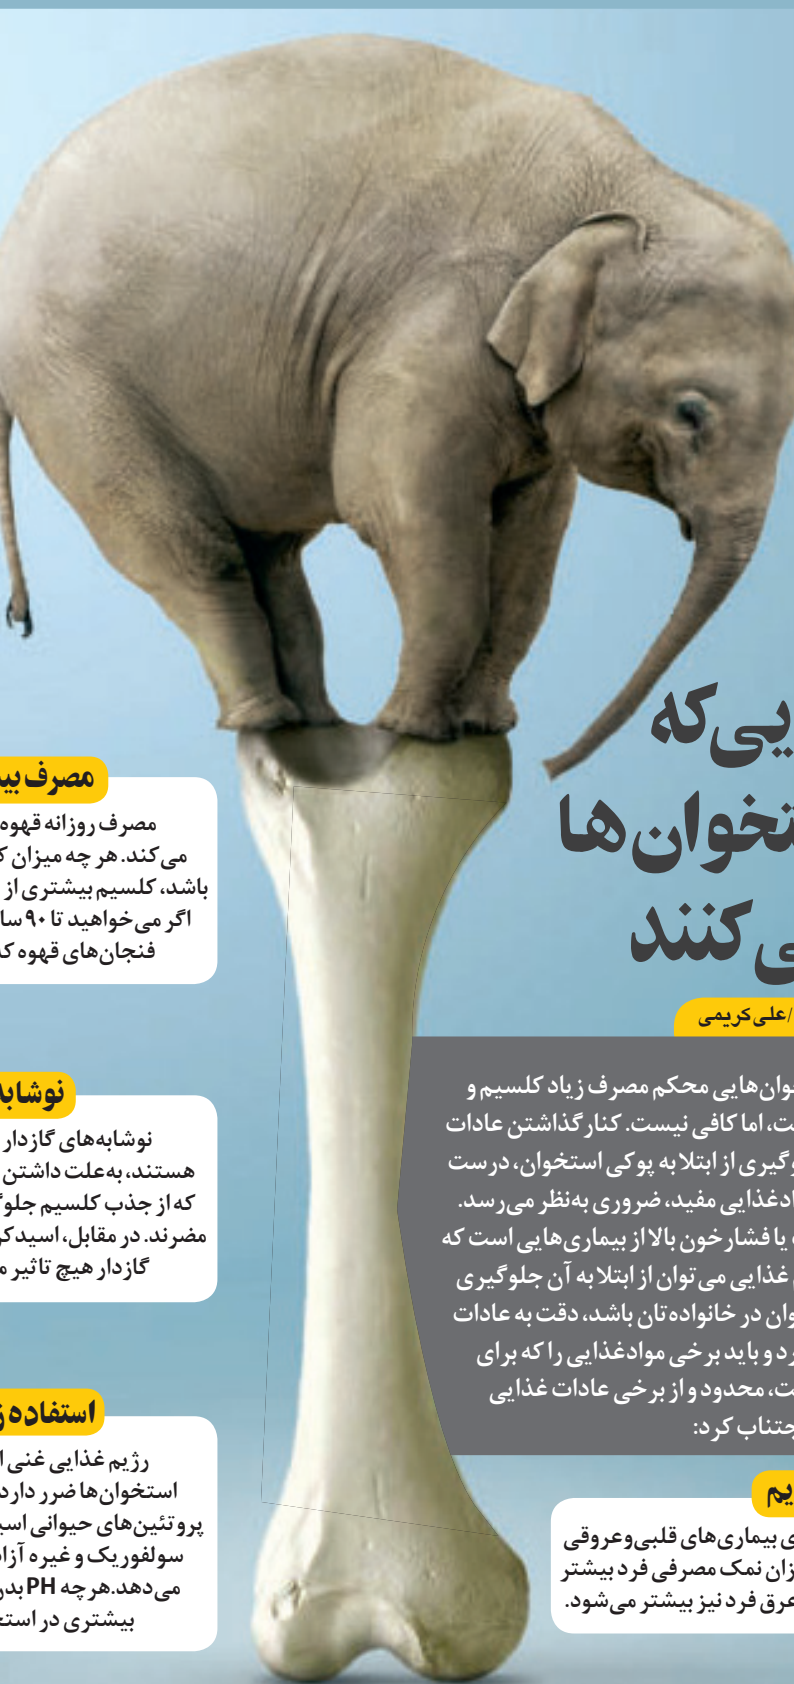 یی‌که
تخوان‌ها
ی‌کنند
/علی کریمی
خوان‌هایی محکم مصرف زیاد کلسیم و
ت، اما کافی نیست. کنار گذاشتن عادات
وگیری از ابتلا به پوکی استخوان، درست
ادغذایی مفید، ضروری به‌نظر می‌رسد.
یا فشار خون بالا از بیماری‌هایی است که
غذایی می‌توان از ابتلا به آن جلوگیری
وان در خانواده‌تان باشد، دقت به عادات
رد و باید برخی موادغذایی را که برای
ت، محدود و از برخی عادات غذایی
جتناب کرد:
یم
ی بیماری‌های قلبی‌وعروقی
زان نمک مصرفی فرد بیشتر
عرق فرد نیز بیشتر می‌شود.
مصرف بی
مصرف روزانه قهوه
می‌کند. هر چه میزان ک
باشد، کلسیم بیشتری از
اگر می‌خواهید تا ۹۰ سا
فنجان‌های قهوه که
نوشابه
نوشابه‌های گازدار
هستند، به‌علت داشتن
که از جذب کلسیم جلو
مضرند. در مقابل، اسیدکر
گازدار هیچ تاثیر م
استفاده ز
رژیم غذایی غنی ا
استخوان‌ها ضرر دارد
پروتئین‌های حیوانی اسی
سولفوریک و غیره آزا
می‌دهد.هرچه PH بدن
بیشتری در استخ